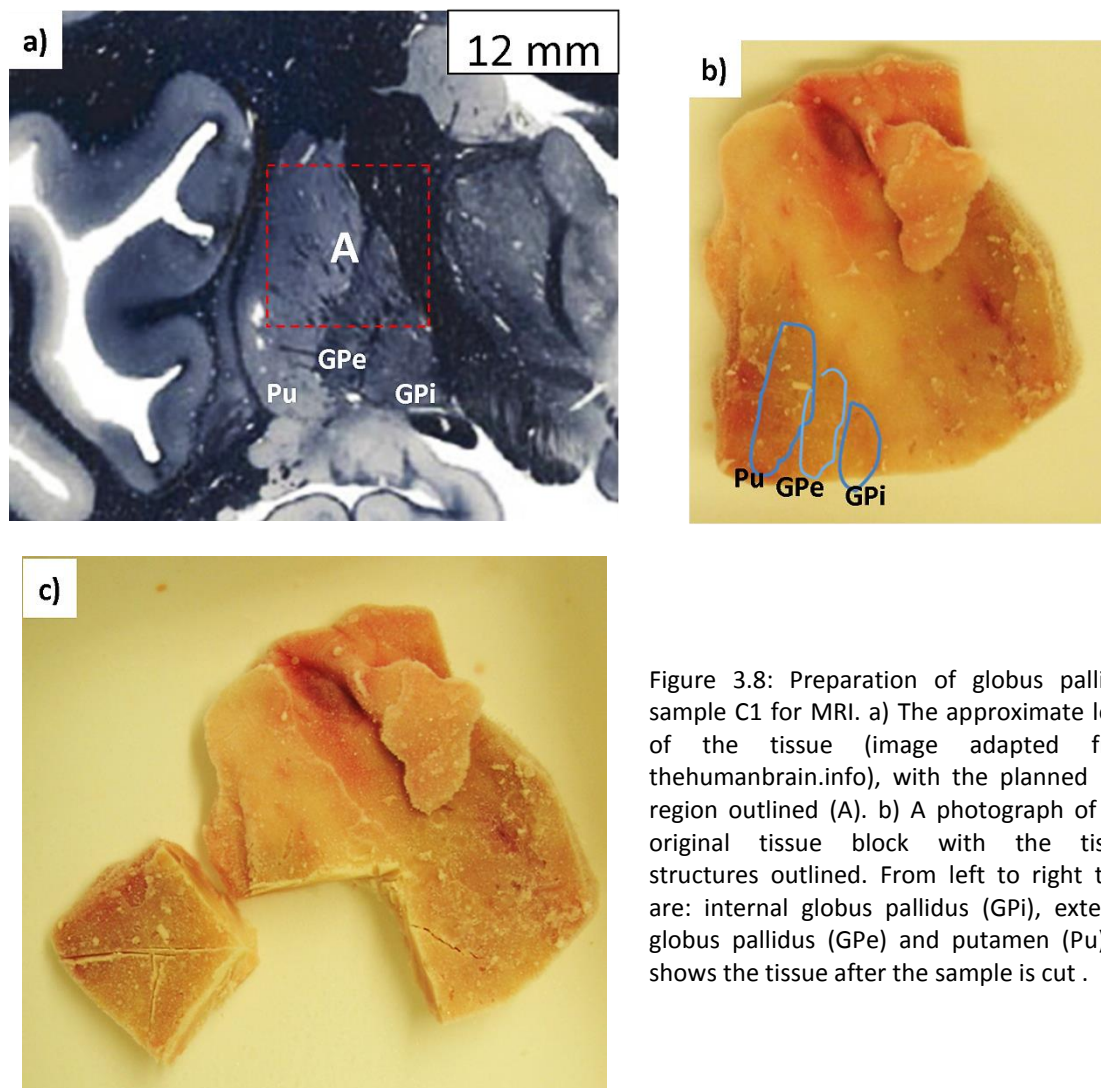 a)
12 mm
A
GPe
Pu
GPi
b)
Pu
GPe
GPi
c)
Figure 3.8: Preparation of globus palli
sample C1 for MRI. a) The approximate
of the tissue (image adapted
thehumanbrain.info), with the planned
region outlined (A). b) A photograph of
original tissue block with the
structures outlined. From left to right
are: internal globus pallidus (GPi),
globus pallidus (GPe) and putamen (Pu)
shows the tissue after the sample is cut .